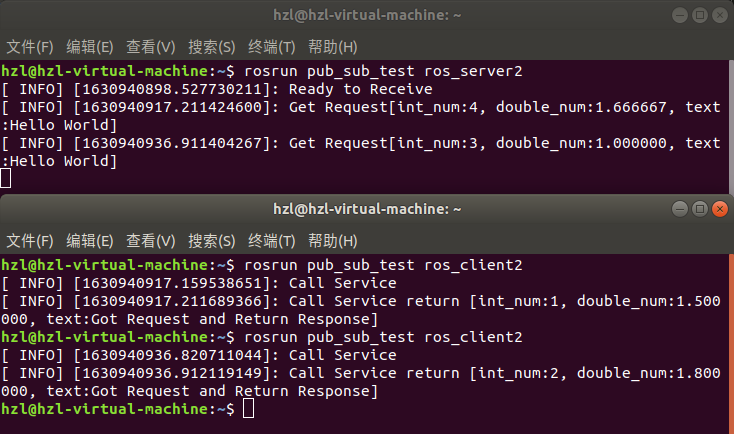 hzl@hzl-virtual-machine: ~
文件(F) 编辑(E) 查看(V) 搜索(S) 终端(T) 帮助(H)
hzl@hzl-virtual-machine:~$ rosrun pub_sub_test ros_server2
[ INFO] [1630940898.527730211]: Ready to Receive
[ INFO] [1630940917.211424600]: Get Request[int_num:4, double_num:1.666667, text
:Hello World]
[ INFO] [1630940936.911404267]: Get Request[int_num:3, double_num:1.000000, text
:Hello World]
hzl@hzl-virtual-machine: ~
文件(F) 编辑(E) 查看(V) 搜索(S) 终端(T) 帮助(H)
hzl@hzl-virtual-machine:~$ rosrun pub_sub_test ros_client2
[ INFO] [1630940917.159538651]: Call Service
[ INFO] [1630940917.211689366]: Call Service return [int_num:1, double_num:1.500
000, text:Got Request and Return Response]
hzl@hzl-virtual-machine:~$ rosrun pub_sub_test ros_client2
[ INFO] [1630940936.820711044]: Call Service
[ INFO] [1630940936.912119149]: Call Service return [int_num:2, double_num:1.800
000, text:Got Request and Return Response]
hzl@hzl-virtual-machine:~$